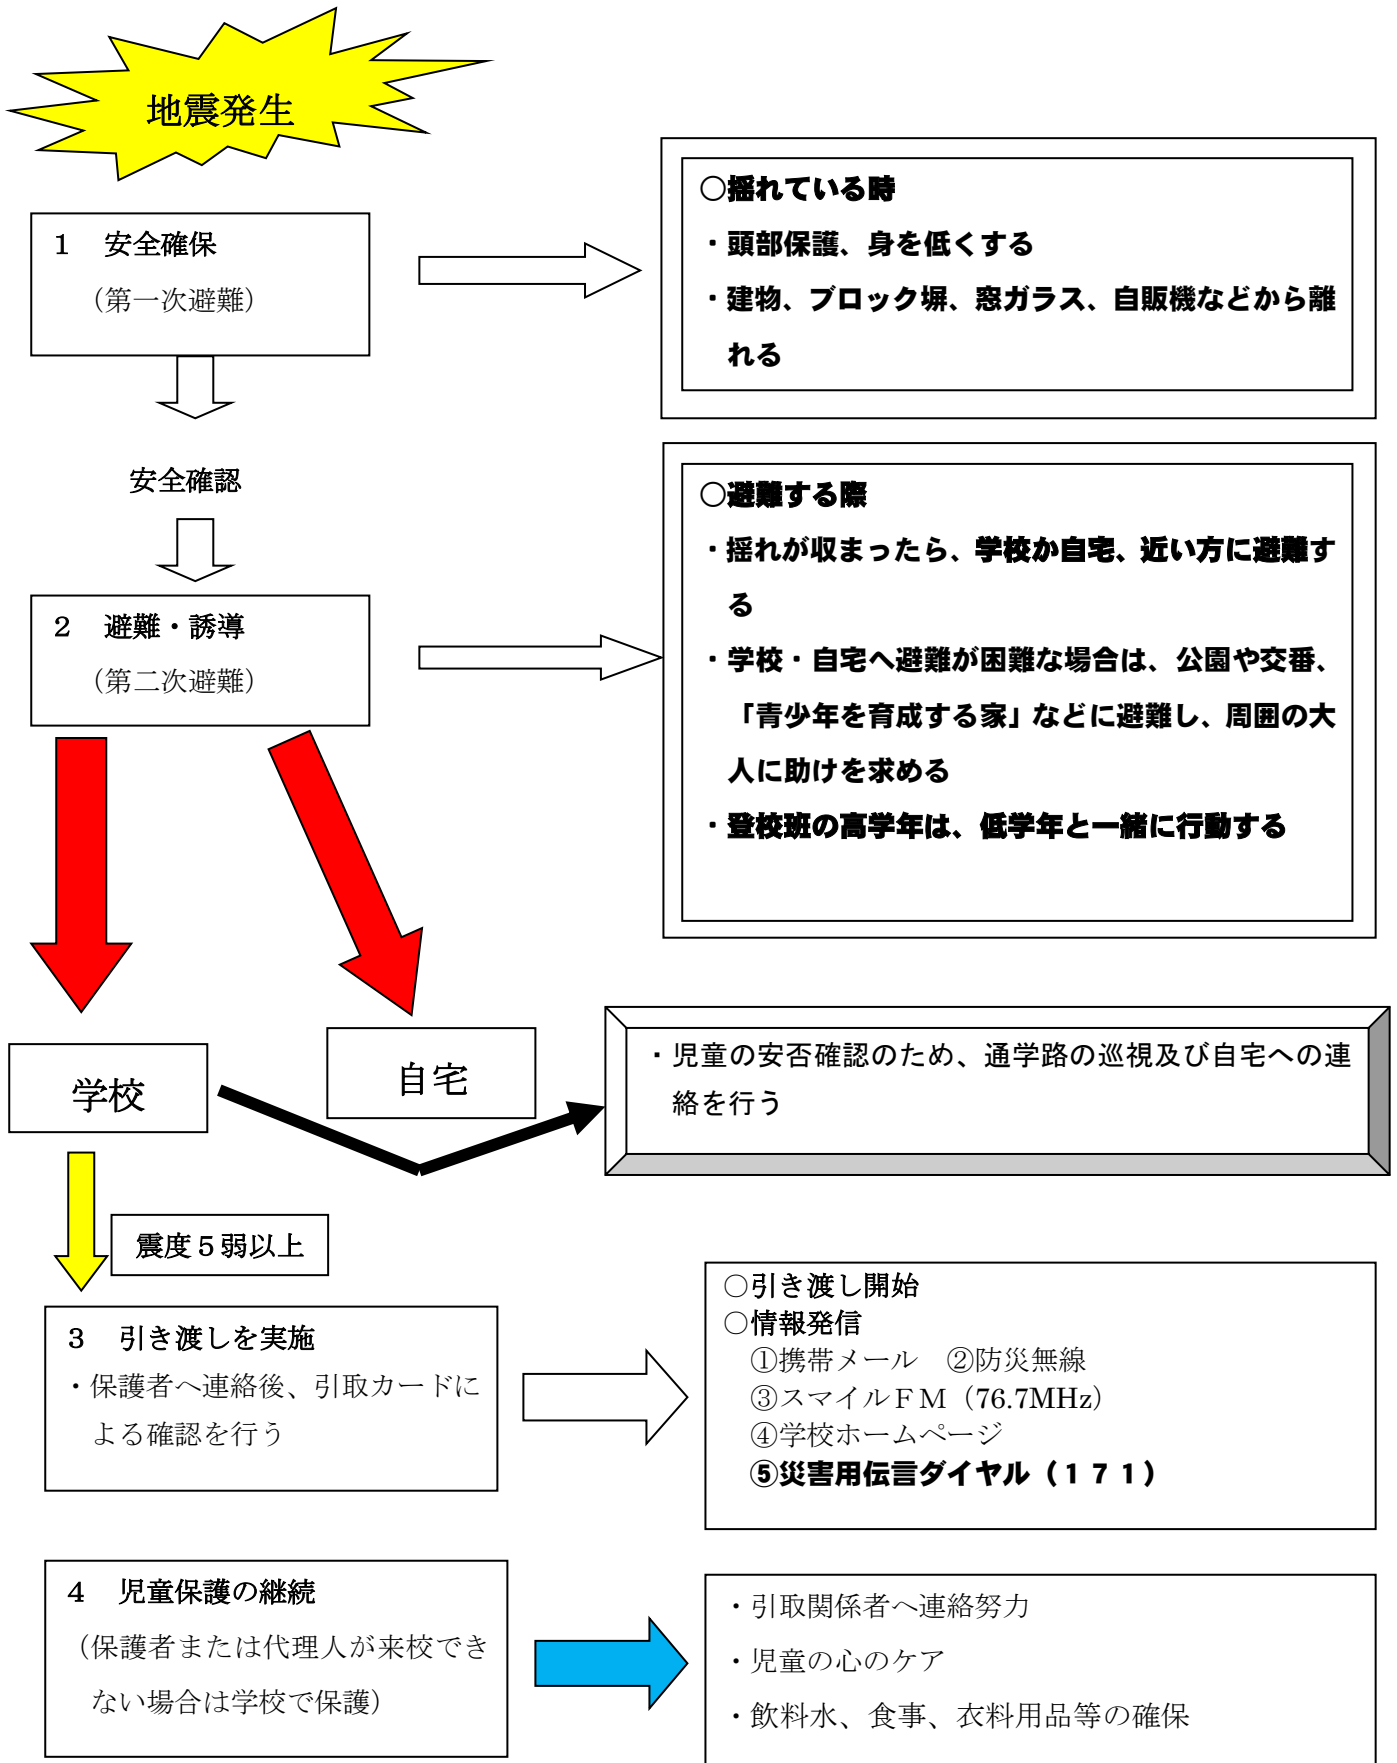 地震発生
１　安全確保
（第一次避難）
○揺れている時
・頭部保護、身を低くする
・建物、ブロック塀、窓ガラス、自販機などから離
れる
安全確認
２　避難・誘導
（第二次避難）
○避難する際
・揺れが収まったら、学校か自宅、近い方に避難す
る
・学校・自宅へ避難が困難な場合は、公園や交番、
「青少年を育成する家」などに避難し、周囲の大
人に助けを求める
・登校班の高学年は、低学年と一緒に行動する
学校
自宅
・児童の安否確認のため、通学路の巡視及び自宅への連
絡を行う
震度５弱以上
３　引き渡しを実施
・保護者へ連絡後、引取カードに
よる確認を行う
○引き渡し開始
○情報発信
①携帯メール　②防災無線
③スマイルＦＭ（76.7MHz）
④学校ホームページ
⑤災害用伝言ダイヤル（１７１）
４　児童保護の継続
（保護者または代理人が来校でき
ない場合は学校で保護）
・引取関係者へ連絡努力
・児童の心のケア
・飲料水、食事、衣料用品等の確保